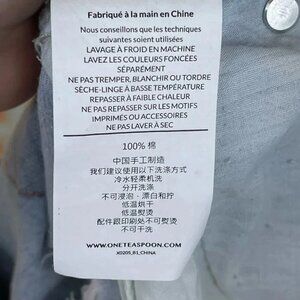 Fabriqué à la main en Chine
Nous conseillons que les techniques
suivantes soient utilisées
LAVAGE À FROID EN MACHINE
LAVEZ LES COULEURS FONCÉES
SÉPARÉMENT
NE PAS TREMPER, BLANCHIR OU TORDRE
SÈCHE-LINGE À BASSE TEMPÉRATURE
REPASSER À FAIBLE CHALEUR
NE PAS REPASSER SUR LES MOTIFS
IMPRIMÉS OU ACCESSOIRES
NE PAS LAVER À SEC
100% 棉
中国手工制造
我们建议使用以下洗涤方式
冷水轻柔机洗
分开洗涤
不可浸泡、漂白和拧
低温烘干
低温熨烫
配件跟印刷处不可熨烫
不可干洗
WWW.ONETEASPOON.COM
X0205_B1_CHINA